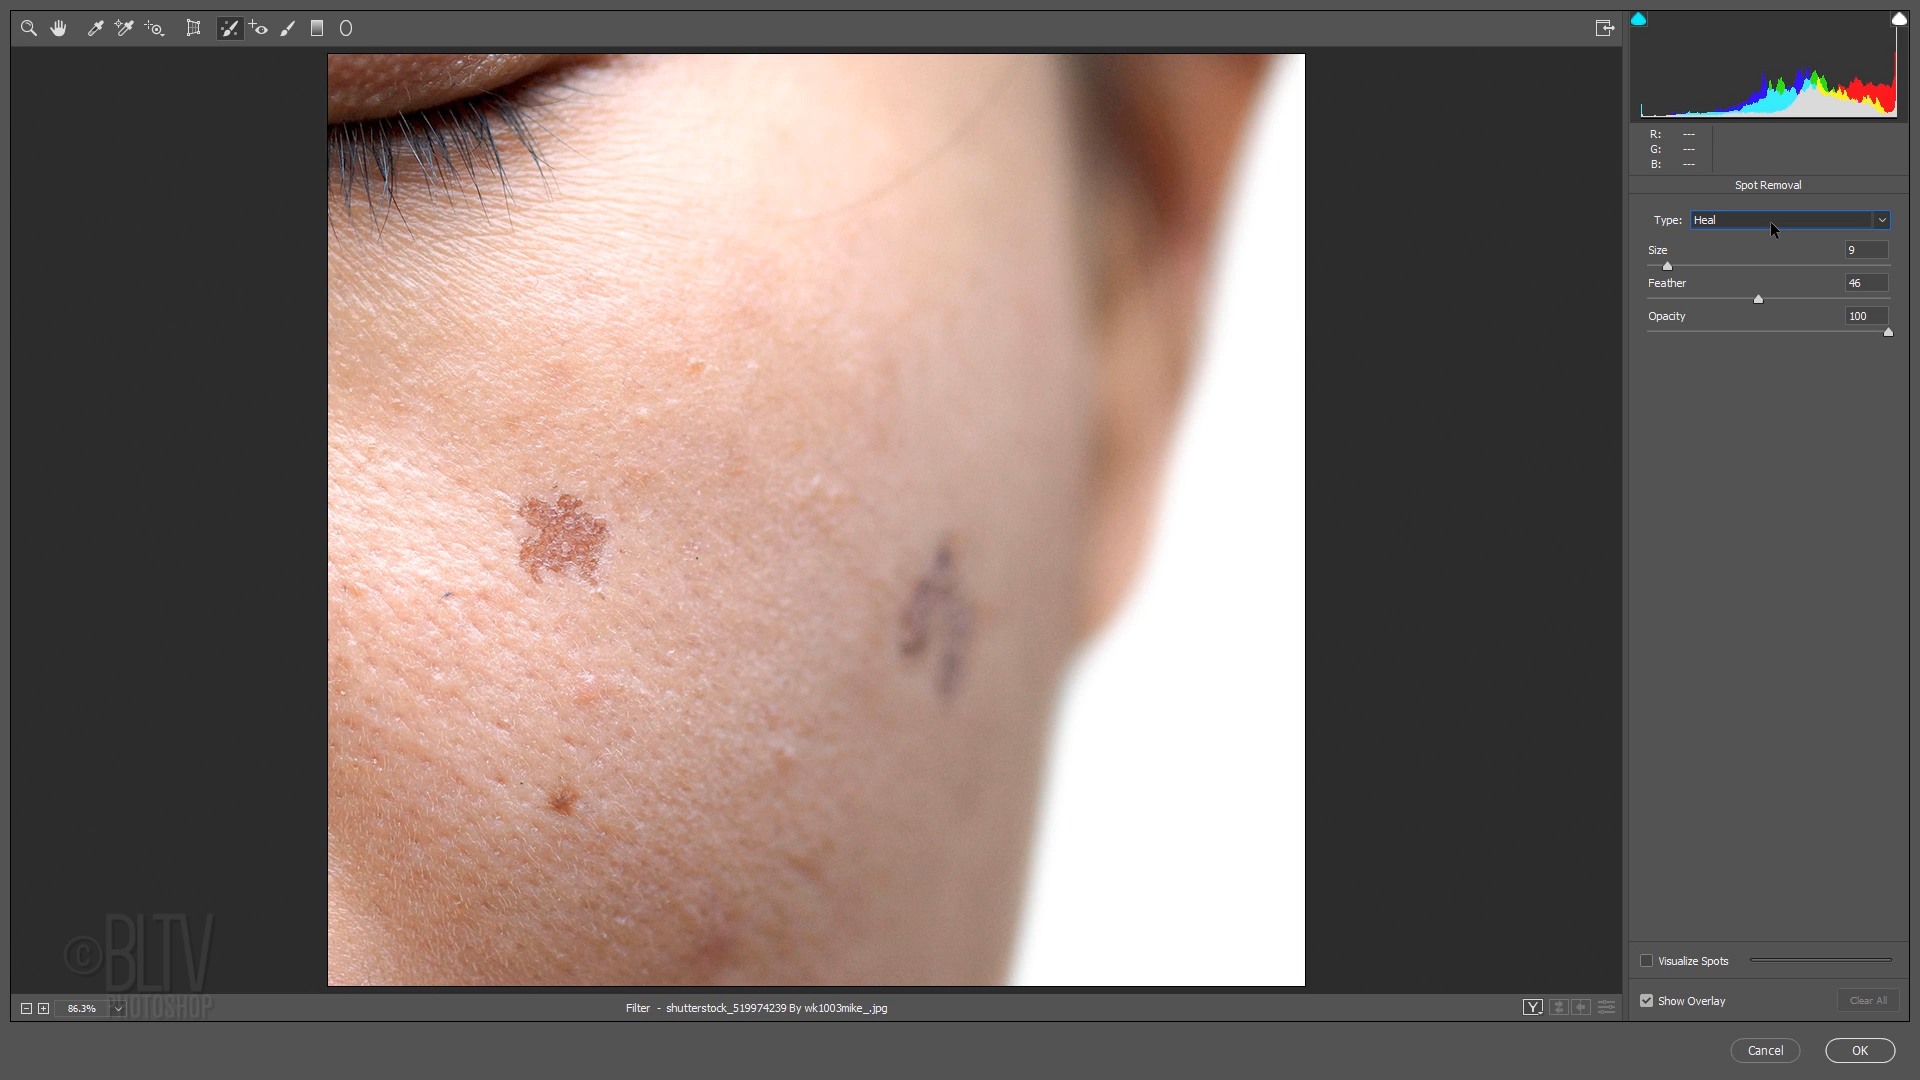 R: ---
G: ---
B: ---
Spot Removal
Type: Heal
Size 9
Feather 46
Opacity 100
Visualize Spots
Show Overlay Clear All
© BLTV
PHOTOSHOP
86.3% Filter - shutterstock_519974239 By wk1003mike_.jpg Y
Cancel OK